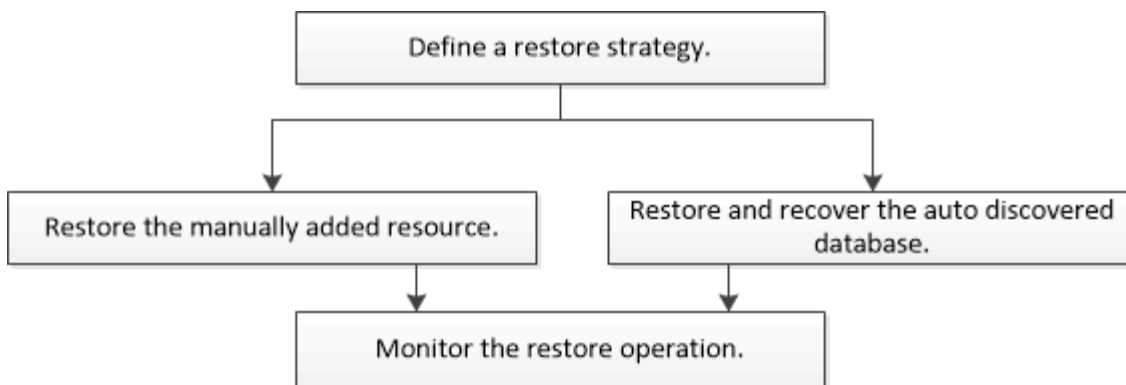 Define a restore strategy.
Restore the manually added resource.
Restore and recover the auto discovered
database.
Monitor the restore operation.